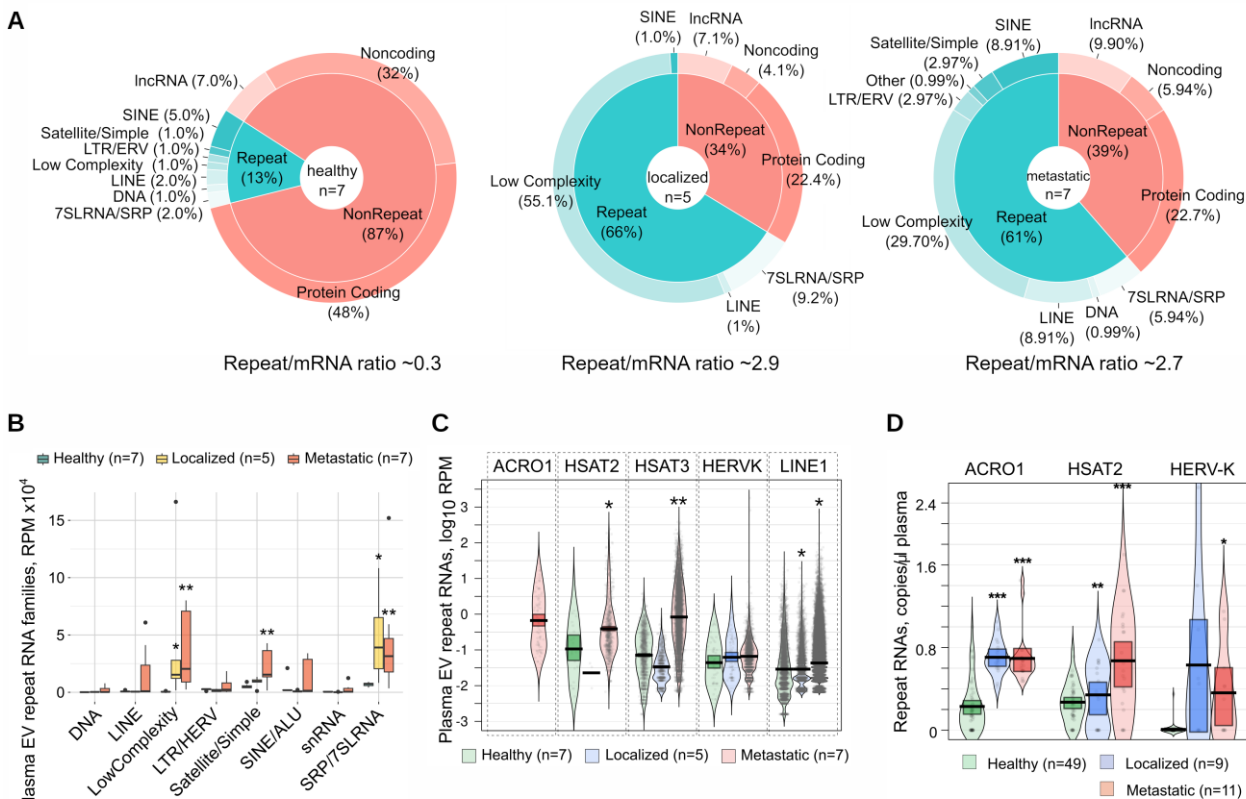 A
Noncoding
(32%)
lncRNA (7.0%)
SINE (5.0%)
Satellite/Simple (1.0%)
LTR/ERV (1.0%)
Low Complexity (1.0%)
LINE (2.0%)
DNA (1.0%)
7SLRNA/SRP (2.0%)
Repeat
(13%)
healthy
n=7
NonRepeat
(87%)
Protein Coding
(48%)
Repeat/mRNA ratio ~0.3
SINE
(1.0%)
lncRNA
(7.1%)
Noncoding
(4.1%)
NonRepeat
(34%)
Protein Coding
(22.4%)
localized
n=5
Low Complexity
(55.1%)
Repeat
(66%)
7SLRNA/SRP
(9.2%)
LINE
(1%)
Repeat/mRNA ratio ~2.9
SINE
(8.91%)
Satellite/Simple
(2.97%)
Other (0.99%)
LTR/ERV (2.97%)
lncRNA
(9.90%)
Noncoding
(5.94%)
NonRepeat
(39%)
metastatic
n=7
Protein Coding
(22.7%)
Low Complexity
(29.70%)
Repeat
(61%)
7SLRNA/SRP
(5.94%)
DNA
(0.99%)
LINE
(8.91%)
Repeat/mRNA ratio ~2.7
B
Healthy (n=7) Localized (n=5) Metastatic (n=7)
EV repeat RNA families, RPM x10⁴
15
10
5
0
*
**
**
*
**
DNA
LINE
LowComplexity
LTR/HERV
Satellite/Simple
SINE/ALU
snRNA
SRP/7SLRNA
C
ACRO1 HSAT2 HSAT3 HERVK LINE1
Plasma EV repeat RNAs, log10 RPM
3
2
1
-0
-1
-2
-3
* ** * *
Healthy (n=7) Localized (n=5) Metastatic (n=7)
D
ACRO1 HSAT2 HERV-K
Repeat RNAs, copies/µl plasma
2.4
1.6
0.8
0
*** *** ** *** *
Healthy (n=49) Localized (n=9)
Metastatic (n=11)